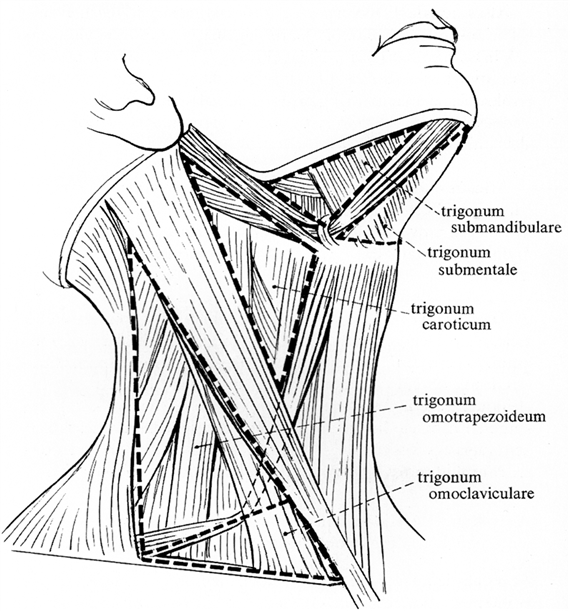 trigonum
submandibulare
trigonum
submentale
trigonum
caroticum
trigonum
omotrapezoideum
trigonum
omoclaviculare